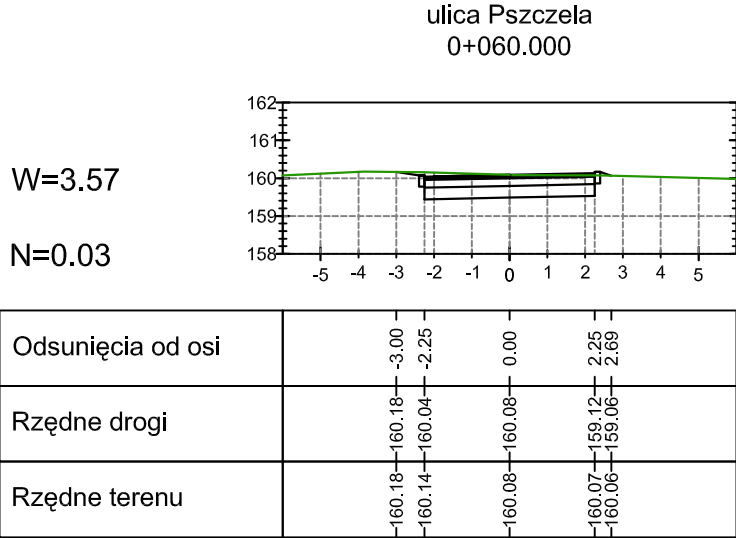 ulica Pszczela
0+060.000
162
161
160
159
158
W=3.57
N=0.03
-5 -4 -3 -2 -1 0 1 2 3 4 5
Odsunięcia od osi -3.00 -2.25 0.00 2.25 2.69
Rzędne drogi 160.18 160.04 160.08 159.12 159.06
Rzędne terenu 160.18 160.14 160.08 160.07 160.06